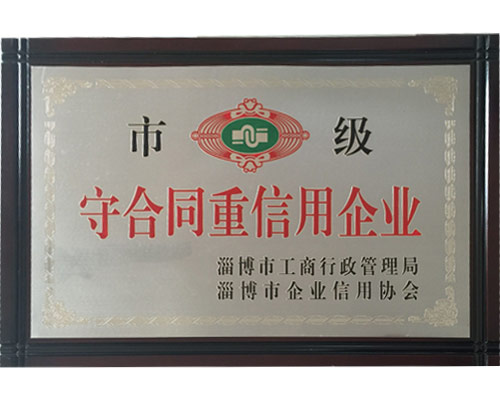 市 级
守合同重信用企业
淄博市工商行政管理局
淄博市企业信用协会